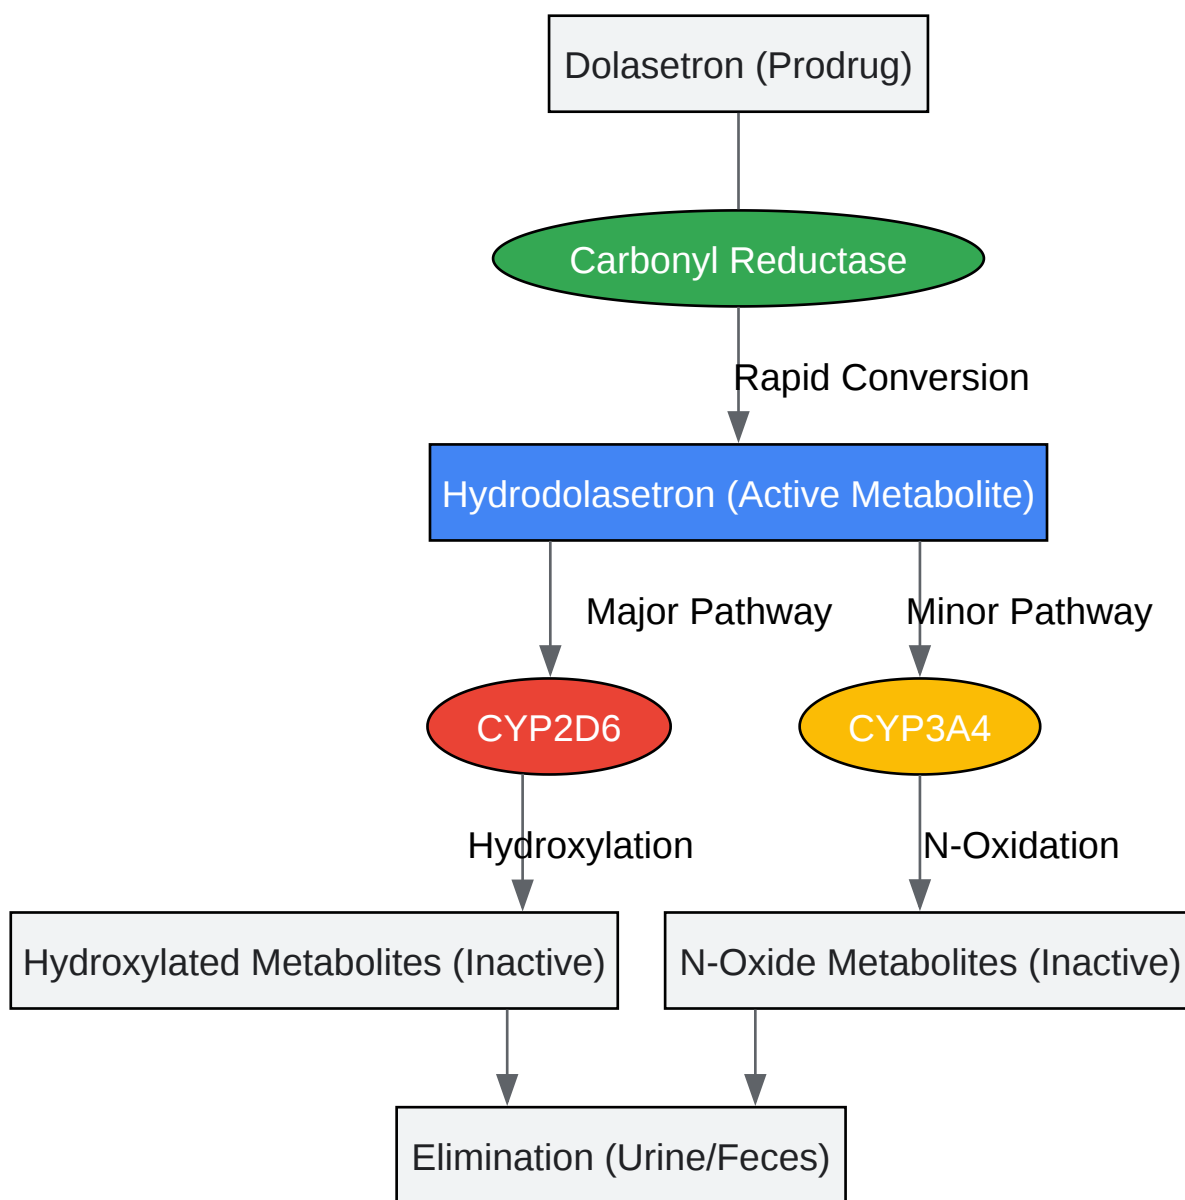 Dolasetron (Prodrug)
Carbonyl Reductase
Rapid Conversion
Hydrodolasetron (Active Metabolite)
Major Pathway
Minor Pathway
CYP2D6
CYP3A4
Hydroxylation
N-Oxidation
Hydroxylated Metabolites (Inactive)
N-Oxide Metabolites (Inactive)
Elimination (Urine/Feces)